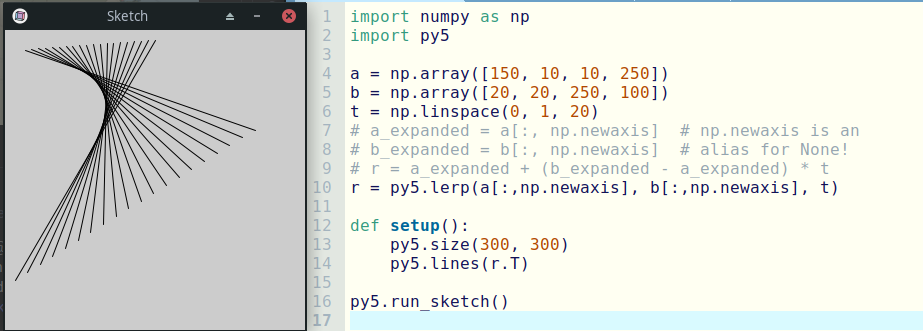 Sketch
1 import numpy as np
2 import py5
3
4 a = np.array([150, 10, 10, 250])
5 b = np.array([20, 20, 250, 100])
6 t = np.linspace(0, 1, 20)
7 # a_expanded = a[:, np.newaxis]  # np.newaxis is an
8 # b_expanded = b[:, np.newaxis]  # alias for None!
9 # r = a_expanded + (b_expanded - a_expanded) * t
10 r = py5.lerp(a[:,np.newaxis], b[:,np.newaxis], t)
11
12 def setup():
13     py5.size(300, 300)
14     py5.lines(r.T)
15
16 py5.run_sketch()
17